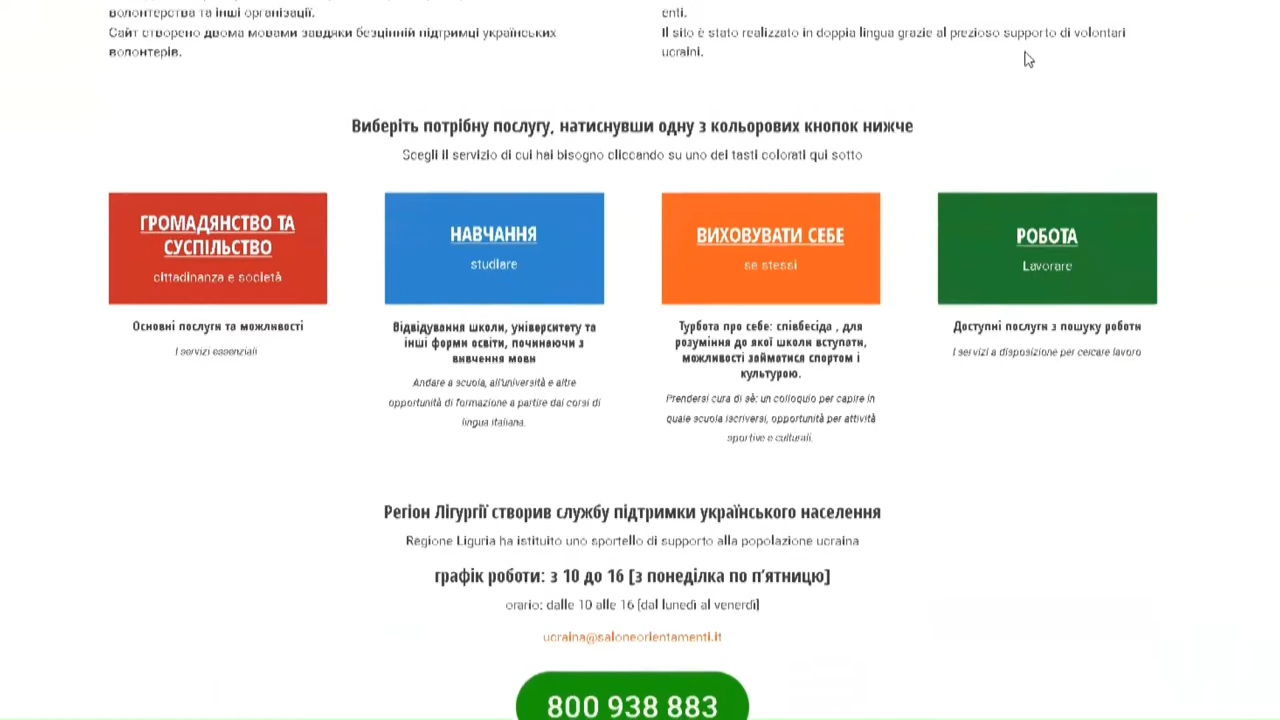 волонтерства та інші організації.
Сайт створено двома мовами завдяки безцінній підтримці українських
волонтерів.
enti.
Il sito è stato realizzato in doppia lingua grazie al prezioso supporto di volontari
ucraini.
Виберіть потрібну послугу, натиснувши одну з кольорових кнопок нижче
Scegli il servizio di cui hai bisogno cliccando su uno dei tasti colorati qui sotto
ГРОМАДЯНСТВО ТА
СУСПІЛЬСТВО
cittadinanza e società
Основні послуги та можливості
I servizi essenziali
НАВЧАННЯ
studiare
Відвідування школи, університету та
інші форми освіти, починаючи з
вивчення мови
Andare a scuola, all'università e altre
opportunità di formazione a partire dai corsi di
lingua italiana.
ВИХОВУВАТИ СЕБЕ
se stessi
Турбота про себе: співбесіда , для
розуміння до якої школи вступати,
можливості займатися спортом і
культурою.
Prendersi cura di sè: un colloquio per capire in
quale scuola iscriversi, opportunità per attività
sportive e culturali.
РОБОТА
Lavorare
Доступні послуги з пошуку роботи
I servizi a disposizione per cercare lavoro
Регіон Лігургії створив службу підтримки українського населення
Regione Liguria ha istituito uno sportello di supporto alla popolazione ucraina
графік роботи: з 10 до 16 [з понеділка по п’ятницю]
orario: dalle 10 alle 16 [dal lunedì al venerdì]
ucraina@saloneorientamenti.it
800 938 883